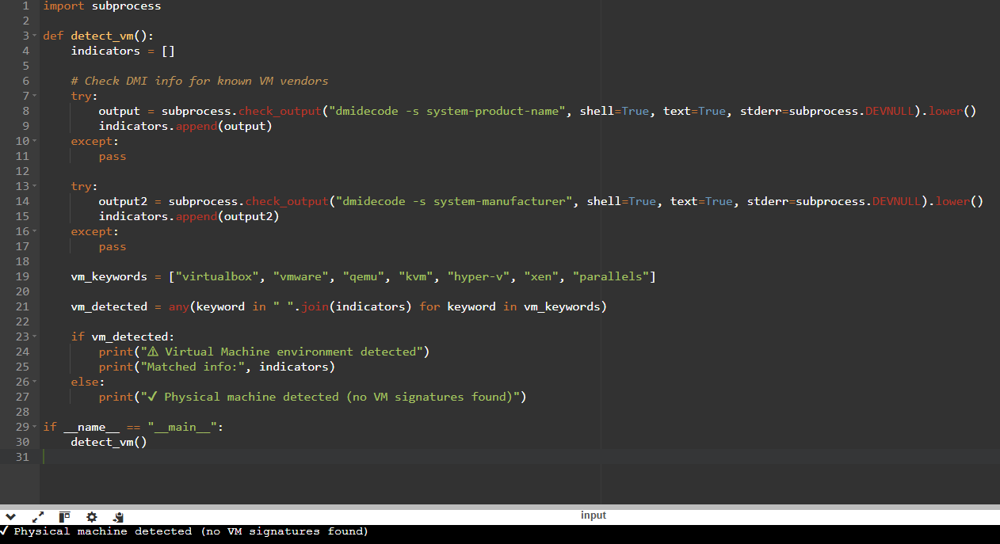 1 import subprocess
2
3 def detect_vm():
4     indicators = []
5
6     # Check DMI info for known VM vendors
7     try:
8         output = subprocess.check_output("dmidecode -s system-product-name", shell=True, text=True, stderr=subprocess.DEVNULL).lower()
9         indicators.append(output)
10     except:
11         pass
12
13     try:
14         output2 = subprocess.check_output("dmidecode -s system-manufacturer", shell=True, text=True, stderr=subprocess.DEVNULL).lower()
15         indicators.append(output2)
16     except:
17         pass
18
19     vm_keywords = ["virtualbox", "vmware", "qemu", "kvm", "hyper-v", "xen", "parallels"]
20
21     vm_detected = any(keyword in " ".join(indicators) for keyword in vm_keywords)
22
23     if vm_detected:
24         print("⚠ Virtual Machine environment detected")
25         print("Matched info:", indicators)
26     else:
27         print("✔ Physical machine detected (no VM signatures found)")
28
29 if __name__ == "__main__":
30     detect_vm()
31
input
✔ Physical machine detected (no VM signatures found)